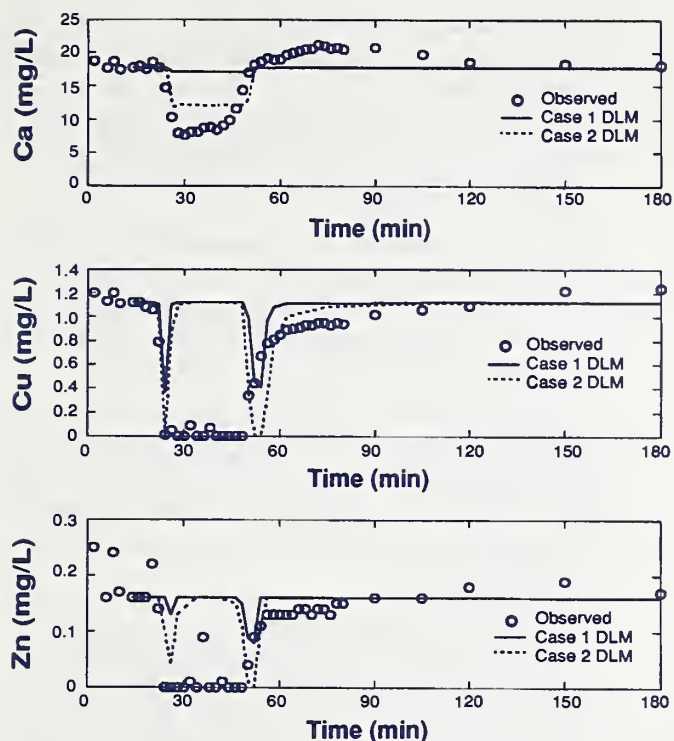 Ca (mg/L)
25
20
15
10
5
0
Observed
Case 1 DLM
Case 2 DLM
0 30 60 90 120 150 180
Time (min)
Cu (mg/L)
1.4
1.2
1.0
0.8
0.6
0.4
0.2
0
Observed
Case 1 DLM
Case 2 DLM
0 30 60 90 120 150 180
Time (min)
Zn (mg/L)
0.3
0.2
0.1
0
Observed
Case 1 DLM
Case 2 DLM
0 30 60 90 120 150 180
Time (min)